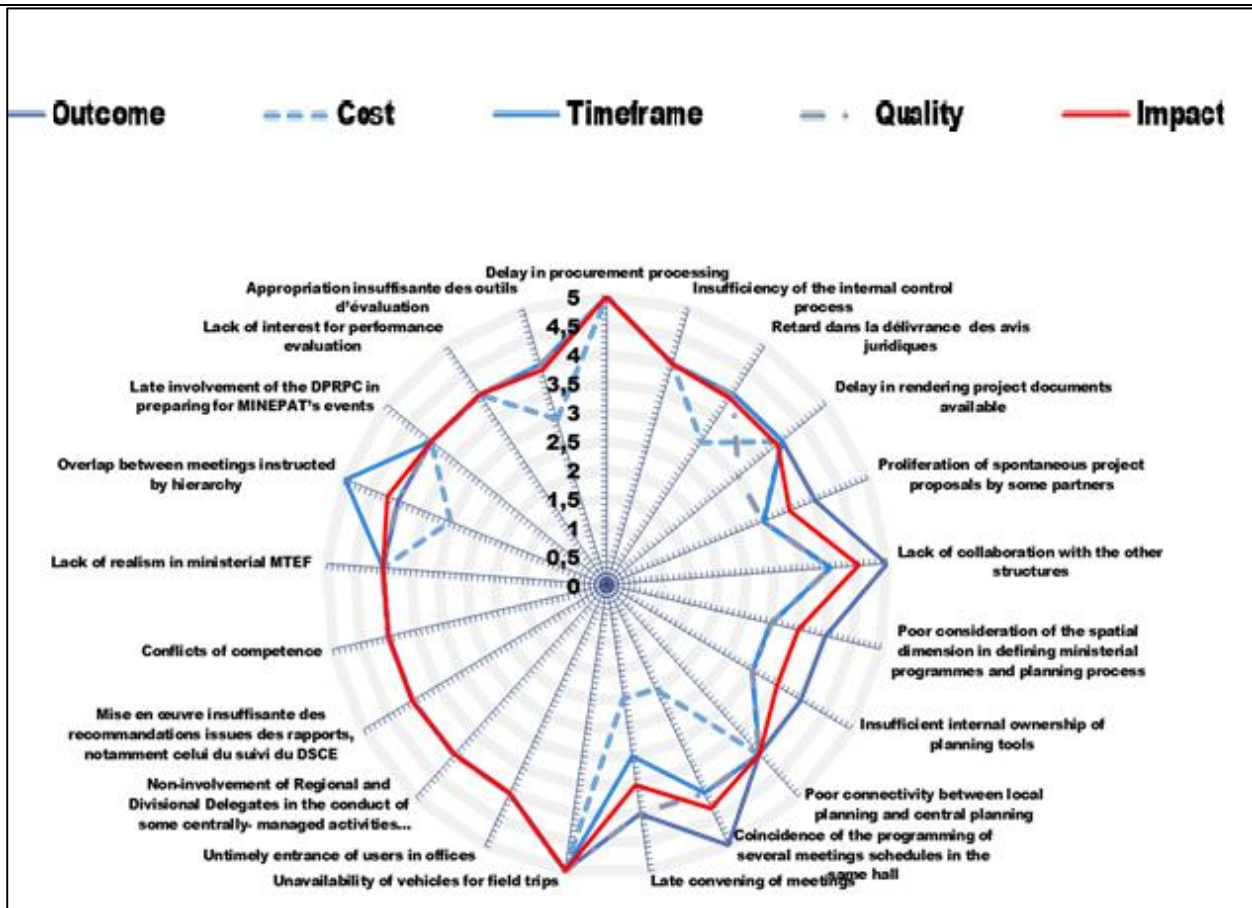 Outcome Cost Timeframe Quality Impact
Delay in procurement processing
Insufficiency of the internal control
process
Retard dans la délivrance des avis
juridiques
Delay in rendering project documents
available
Proliferation of spontaneous project
proposals by some partners
Lack of collaboration with the other
structures
Poor consideration of the spatial
dimension in defining ministerial
programmes and planning process
Insufficient internal ownership of
planning tools
Poor connectivity between local
planning and central planning
Coincidence of the programming of
several meetings schedules in the
same hall
Late convening of meetings
Unavailability of vehicles for field trips
Untimely entrance of users in offices
Non-involvement of Regional and
Divisional Delegates in the conduct of
some centrally- managed activities...
Mise en œuvre insuffisante des
recommandations issues des rapports,
notamment celui du suivi du DSCE
Conflicts of competence
Lack of realism in ministerial MTEF
Overlap between meetings instructed
by hierarchy
Late involvement of the DPRPC in
preparing for MINEPAT's events
Lack of interest for performance
evaluation
Appropriation insuffisante des outils
d'évaluation
5
4,5
4
3,5
3
2,5
2
1,5
1
0,5
0